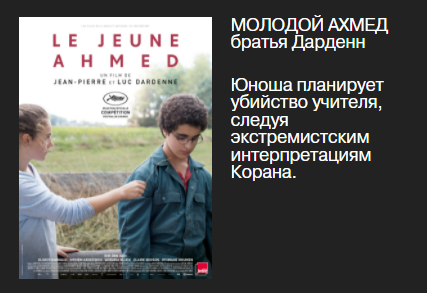 LE JEUNE
AHMED
UN FILM DE
JEAN-PIERRE ET LUC DARDENNE
COMPÉTITION
МОЛОДОЙ АХМЕД
братья Дарденн
Юноша планирует
убийство учителя,
следуя
экстремистским
интерпретациям
Корана.